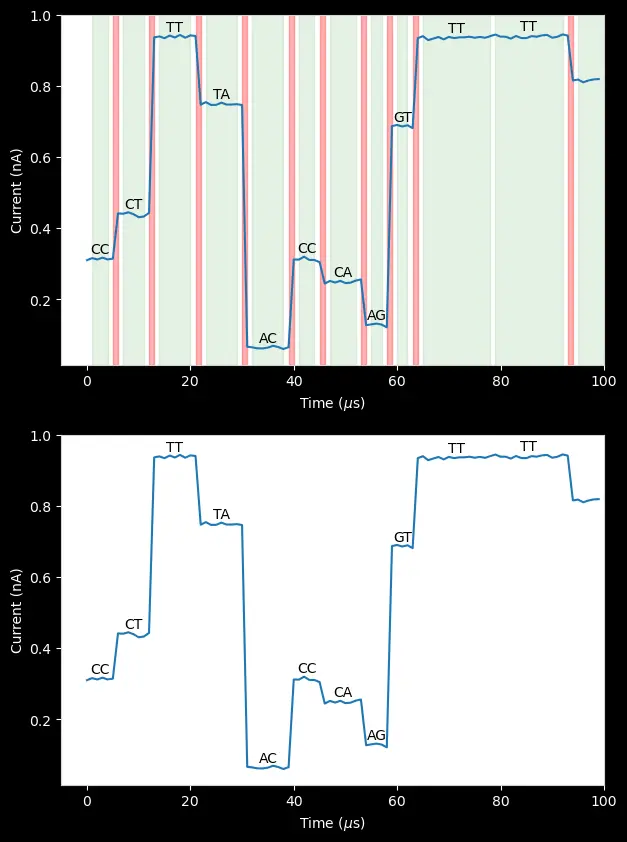 1.0
TT
TT
TT
0.8
TA
GT
0.6
CT
0.4
CC
CC
CA
0.2
AG
AC
Current (nA)
0 20 40 60 80 100
Time (μs)
1.0
TT
TT
TT
0.8
TA
GT
0.6
CT
0.4
CC
CC
CA
0.2
AG
AC
Current (nA)
0 20 40 60 80 100
Time (μs)